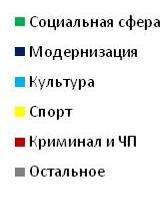 Социальная сфера
Модернизация
Культура
Спорт
Криминал и ЧП
Остальное